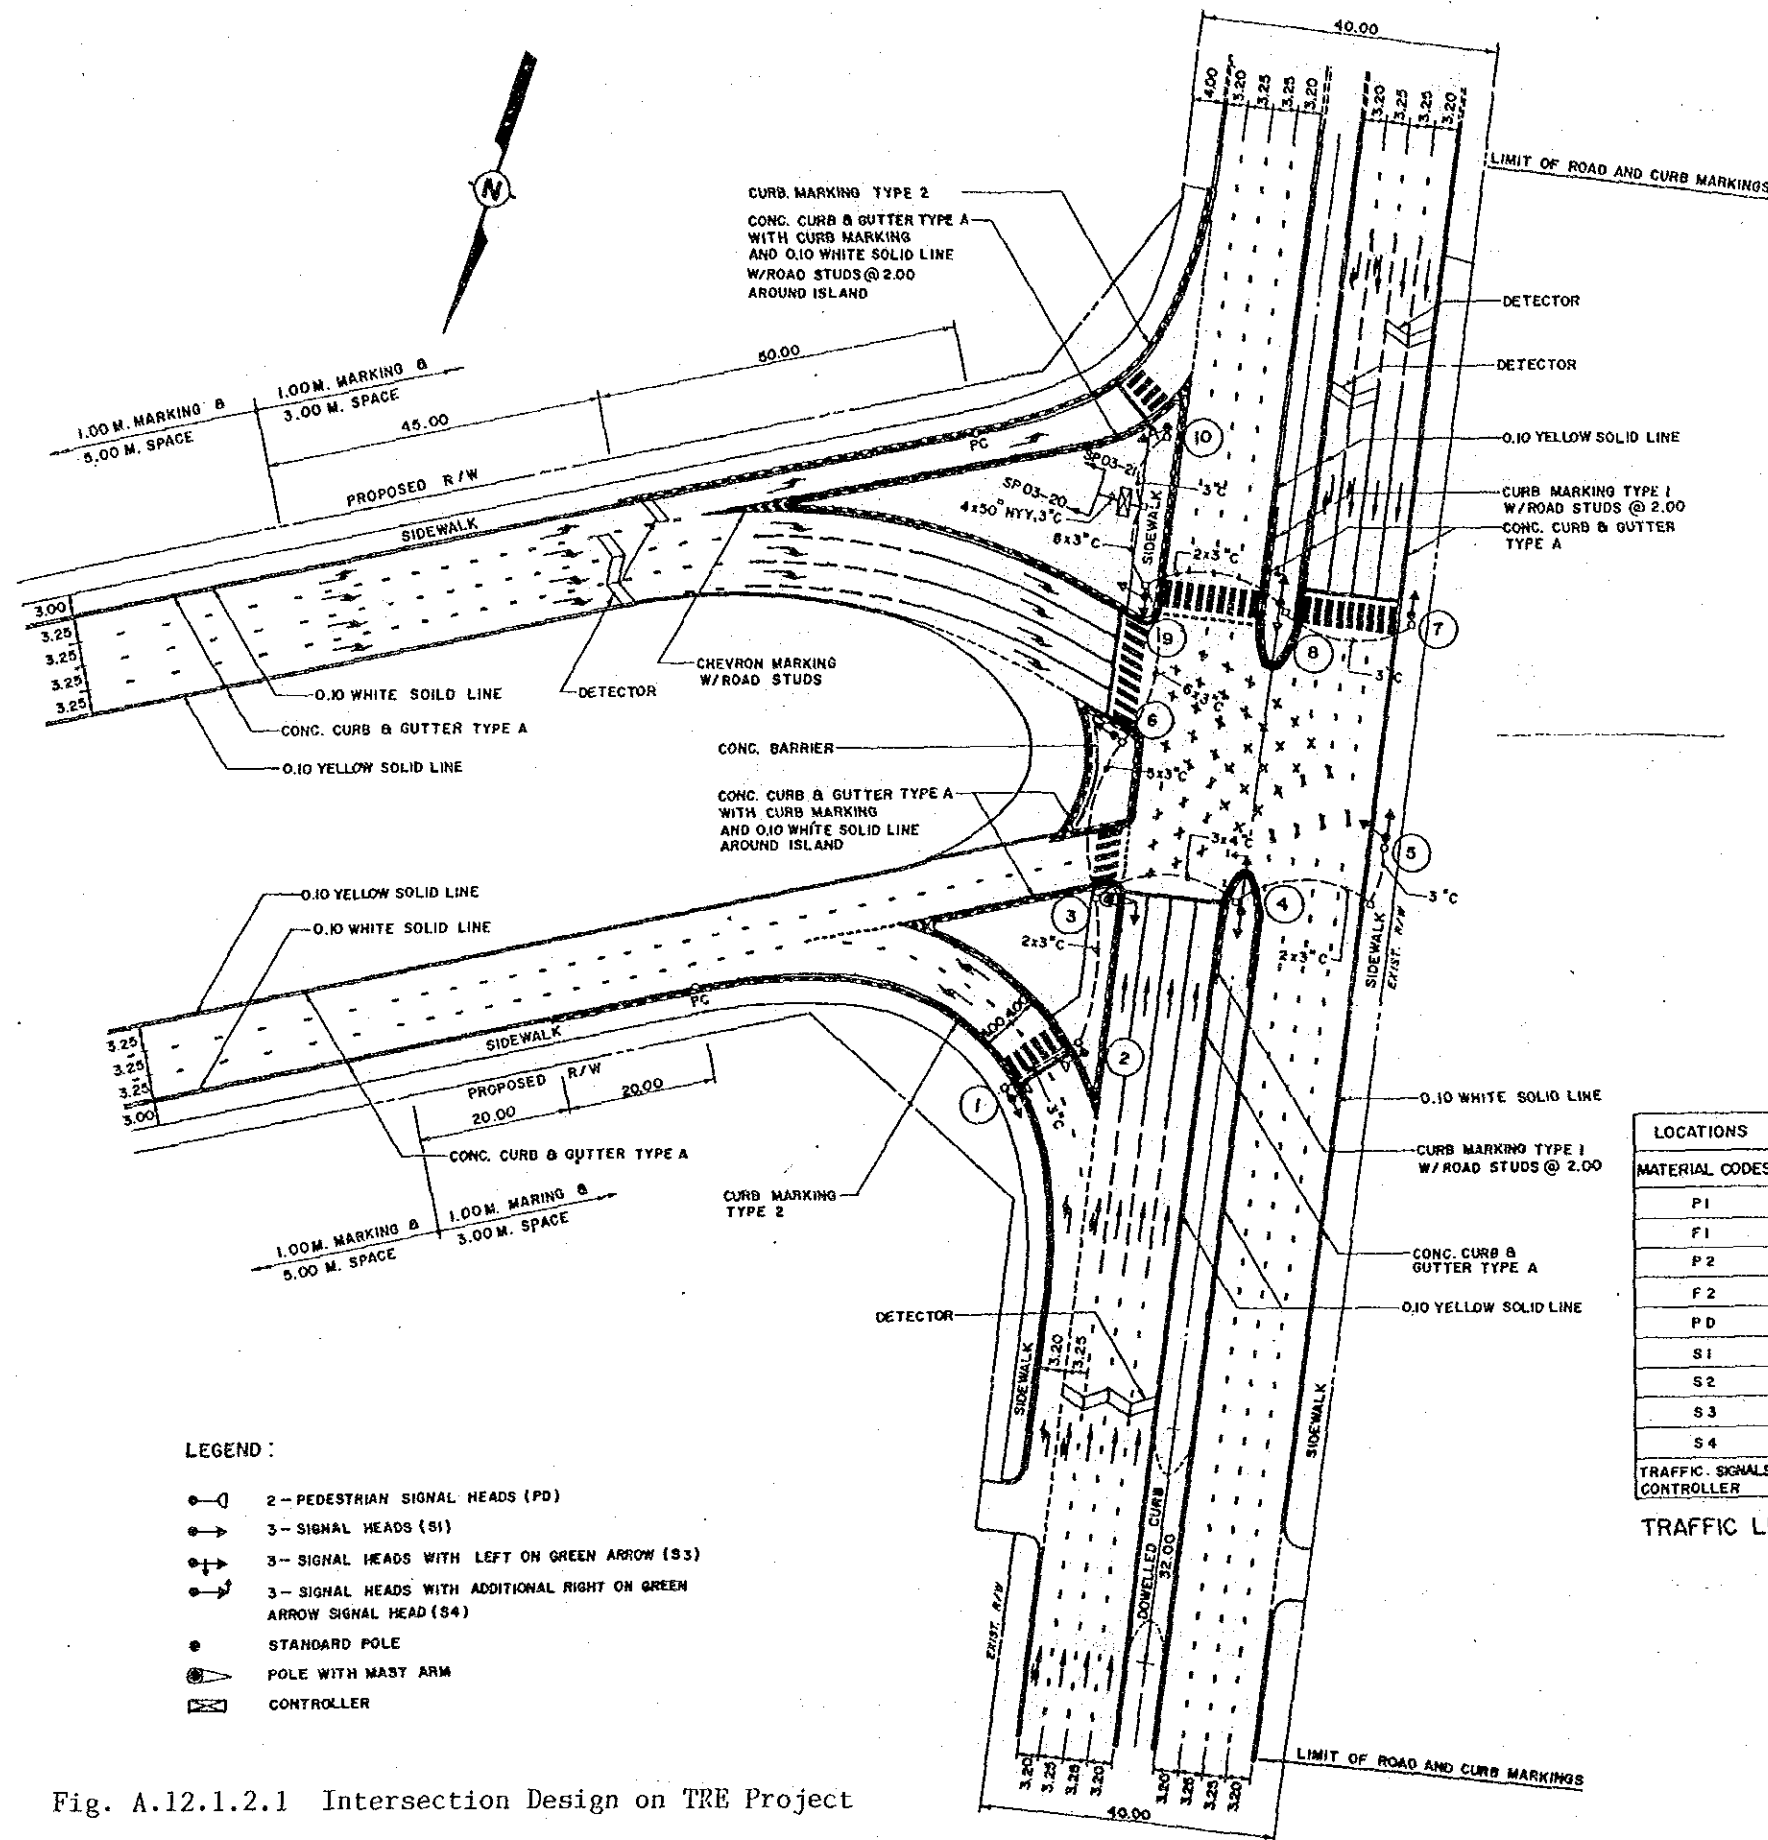 40.00
4.00
3.20
3.25
3.25
3.20
3.20
3.25
3.25
3.20
LIMIT OF ROAD AND CURB MARKINGS
N
CURB. MARKING TYPE 2
CONC. CURB & GUTTER TYPE A
WITH CURB MARKING
AND 0.10 WHITE SOLID LINE
W/ROAD STUDS @ 2.00
AROUND ISLAND
DETECTOR
DETECTOR
0.10 YELLOW SOLID LINE
CURB MARKING TYPE 1
W/ROAD STUDS @ 2.00
CONC. CURB & GUTTER
TYPE A
1.00 M. MARKING &
5.00 M. SPACE
1.00 M. MARKING &
3.00 M. SPACE
45.00
50.00
PROPOSED R/W
SIDEWALK
PC
10
SP03-21
3"C
SP 03-20
4x50" NYY,3"C
8x3"C
SIDEWALK
2x3"C
3.00
3.25
3.25
3.25
3.25
0.10 WHITE SOILD LINE
CONC. CURB & GUTTER TYPE A
0.10 YELLOW SOLID LINE
DETECTOR
CHEVRON MARKING
W/ROAD STUDS
9
8
7
3"C
6x3"C
6
CONC. BARRIER
5x3"C
CONC. CURB & GUTTER TYPE A
WITH CURB MARKING
AND 0.10 WHITE SOLID LINE
AROUND ISLAND
3x4"C
5
3"C
4
3
2x3"C
2x3"C
SIDEWALK
EXIST. R/W
0.10 YELLOW SOLID LINE
0.10 WHITE SOLID LINE
3.25
3.25
3.25
3.00
PC
SIDEWALK
PROPOSED R/W
20.00
20.00
4.00
4.00
2
1
3"C
CONC. CURB & GUTTER TYPE A
1.00 M. MARKING &
5.00 M. SPACE
1.00 M. MARING &
3.00 M. SPACE
CURB MARKING
TYPE 2
0.10 WHITE SOLID LINE
CURB MARKING TYPE 1
W/ROAD STUDS @ 2.00
CONC. CURB &
GUTTER TYPE A
0.10 YELLOW SOLID LINE
DETECTOR
3.20
3.25
SIDEWALK
SIDEWALK
DOWELLED CURB
32.00
EXIST. R/W
3.20
3.25
3.25
3.20
3.20
3.25
3.25
3.20
40.00
LIMIT OF ROAD AND CURB MARKINGS
LOCATIONS
MATERIAL CODES
P1
F1
P2
F2
PD
S1
S2
S3
S4
TRAFFIC SIGNALS
CONTROLLER
TRAFFIC
LEGEND :
2 - PEDESTRIAN SIGNAL HEADS (PD)
3 - SIGNAL HEADS (S1)
3 - SIGNAL HEADS WITH LEFT ON GREEN ARROW (S3)
3 - SIGNAL HEADS WITH ADDITIONAL RIGHT ON GREEN
ARROW SIGNAL HEAD (S4)
STANDARD POLE
POLE WITH MAST ARM
CONTROLLER
Fig. A.12.1.2.1 Intersection Design on TRE Project